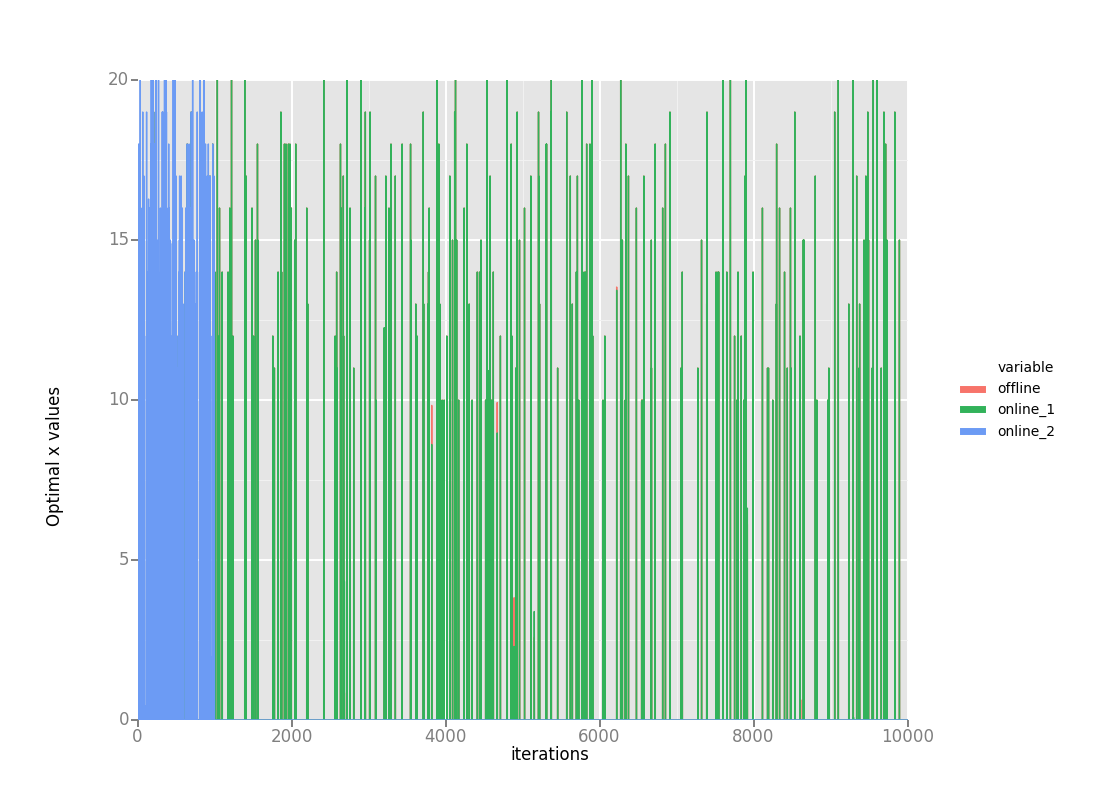 20
15
10
5
0
0 2000 4000 6000 8000 10000
iterations
Optimal x values
variable
offline
online_1
online_2